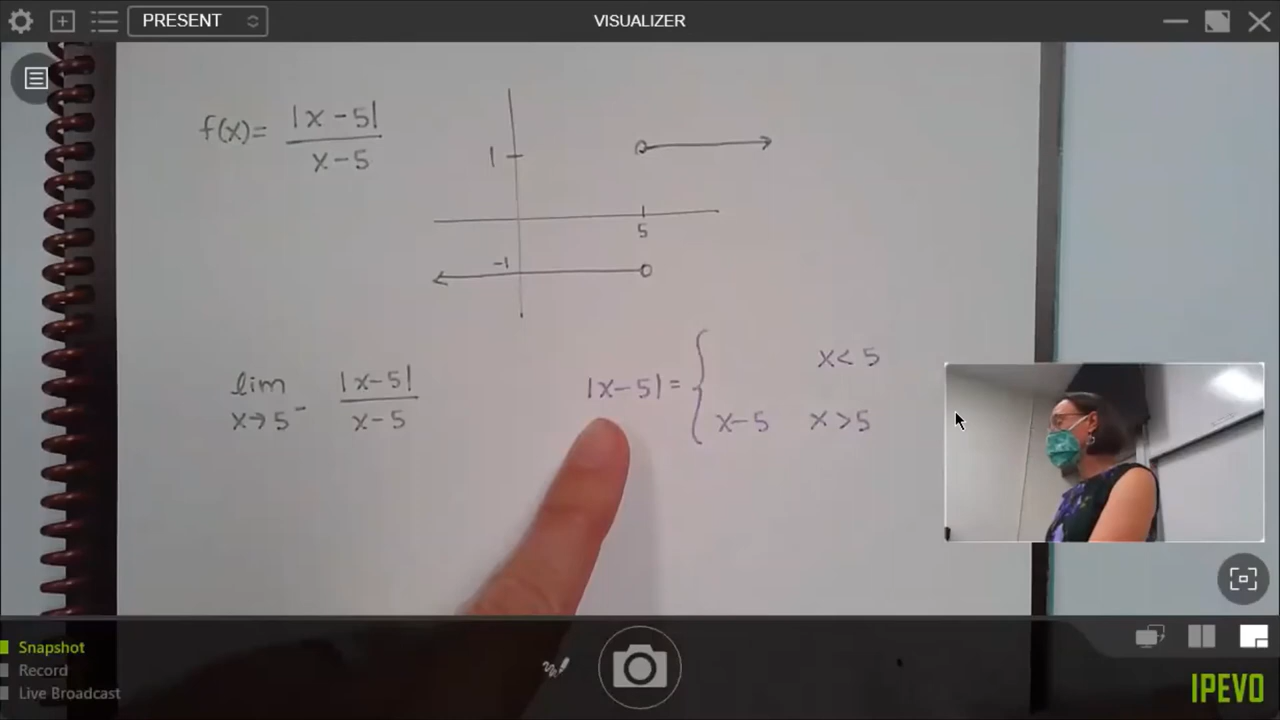 PRESENT
VISUALIZER
f(x)= |x-5|
x-5
1
5
-1
lim x→5⁻ |x-5|
x-5
|x-5| = {
x< 5
x-5 x >5
Snapshot
Record
Live Broadcast
IPEVO